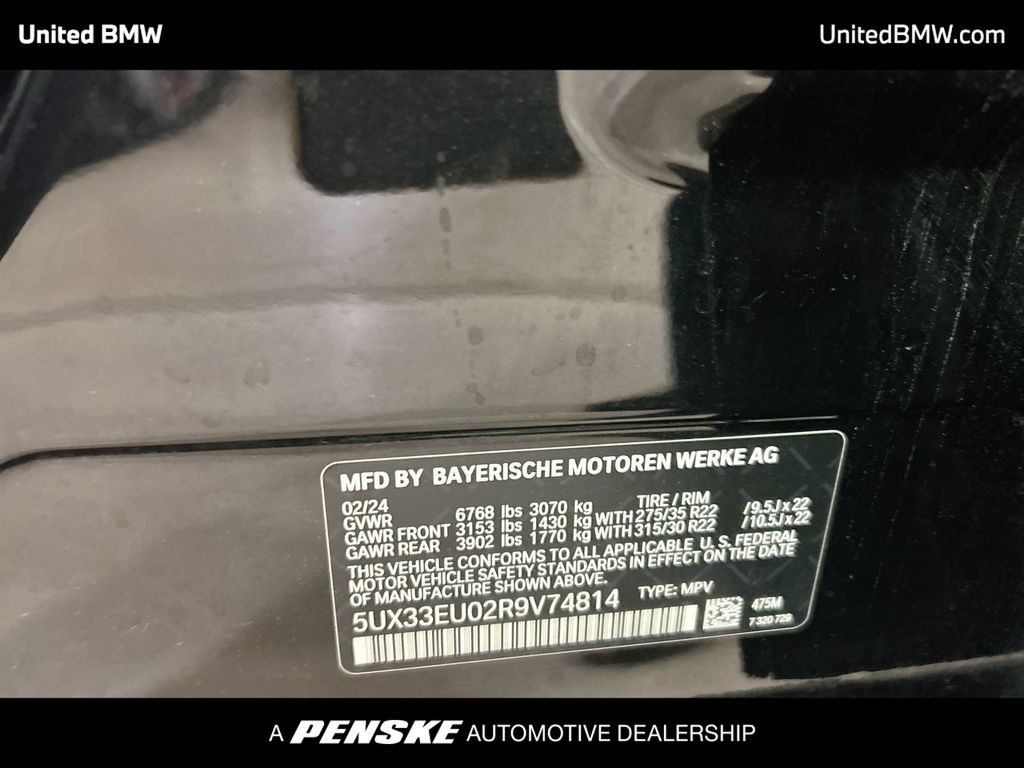 United BMW
UnitedBMW.com
MFD BY BAYERISCHE MOTOREN WERKE AG
02/24 TIRE / RIM
GVWR 6768 lbs 3070 kg
GAWR FRONT 3153 lbs 1430 kg WITH 275/35 R22 / 9.5J x 22
GAWR REAR 3902 lbs 1770 kg WITH 315/30 R22 / 10.5J x 22
THIS VEHICLE CONFORMS TO ALL APPLICABLE U. S. FEDERAL
MOTOR VEHICLE SAFETY STANDARDS IN EFFECT ON THE DATE
OF MANUFACTURE SHOWN ABOVE. TYPE: MPV
5UX33EU02R9V74814
475M
7 320 729
A PENSKE AUTOMOTIVE DEALERSHIP